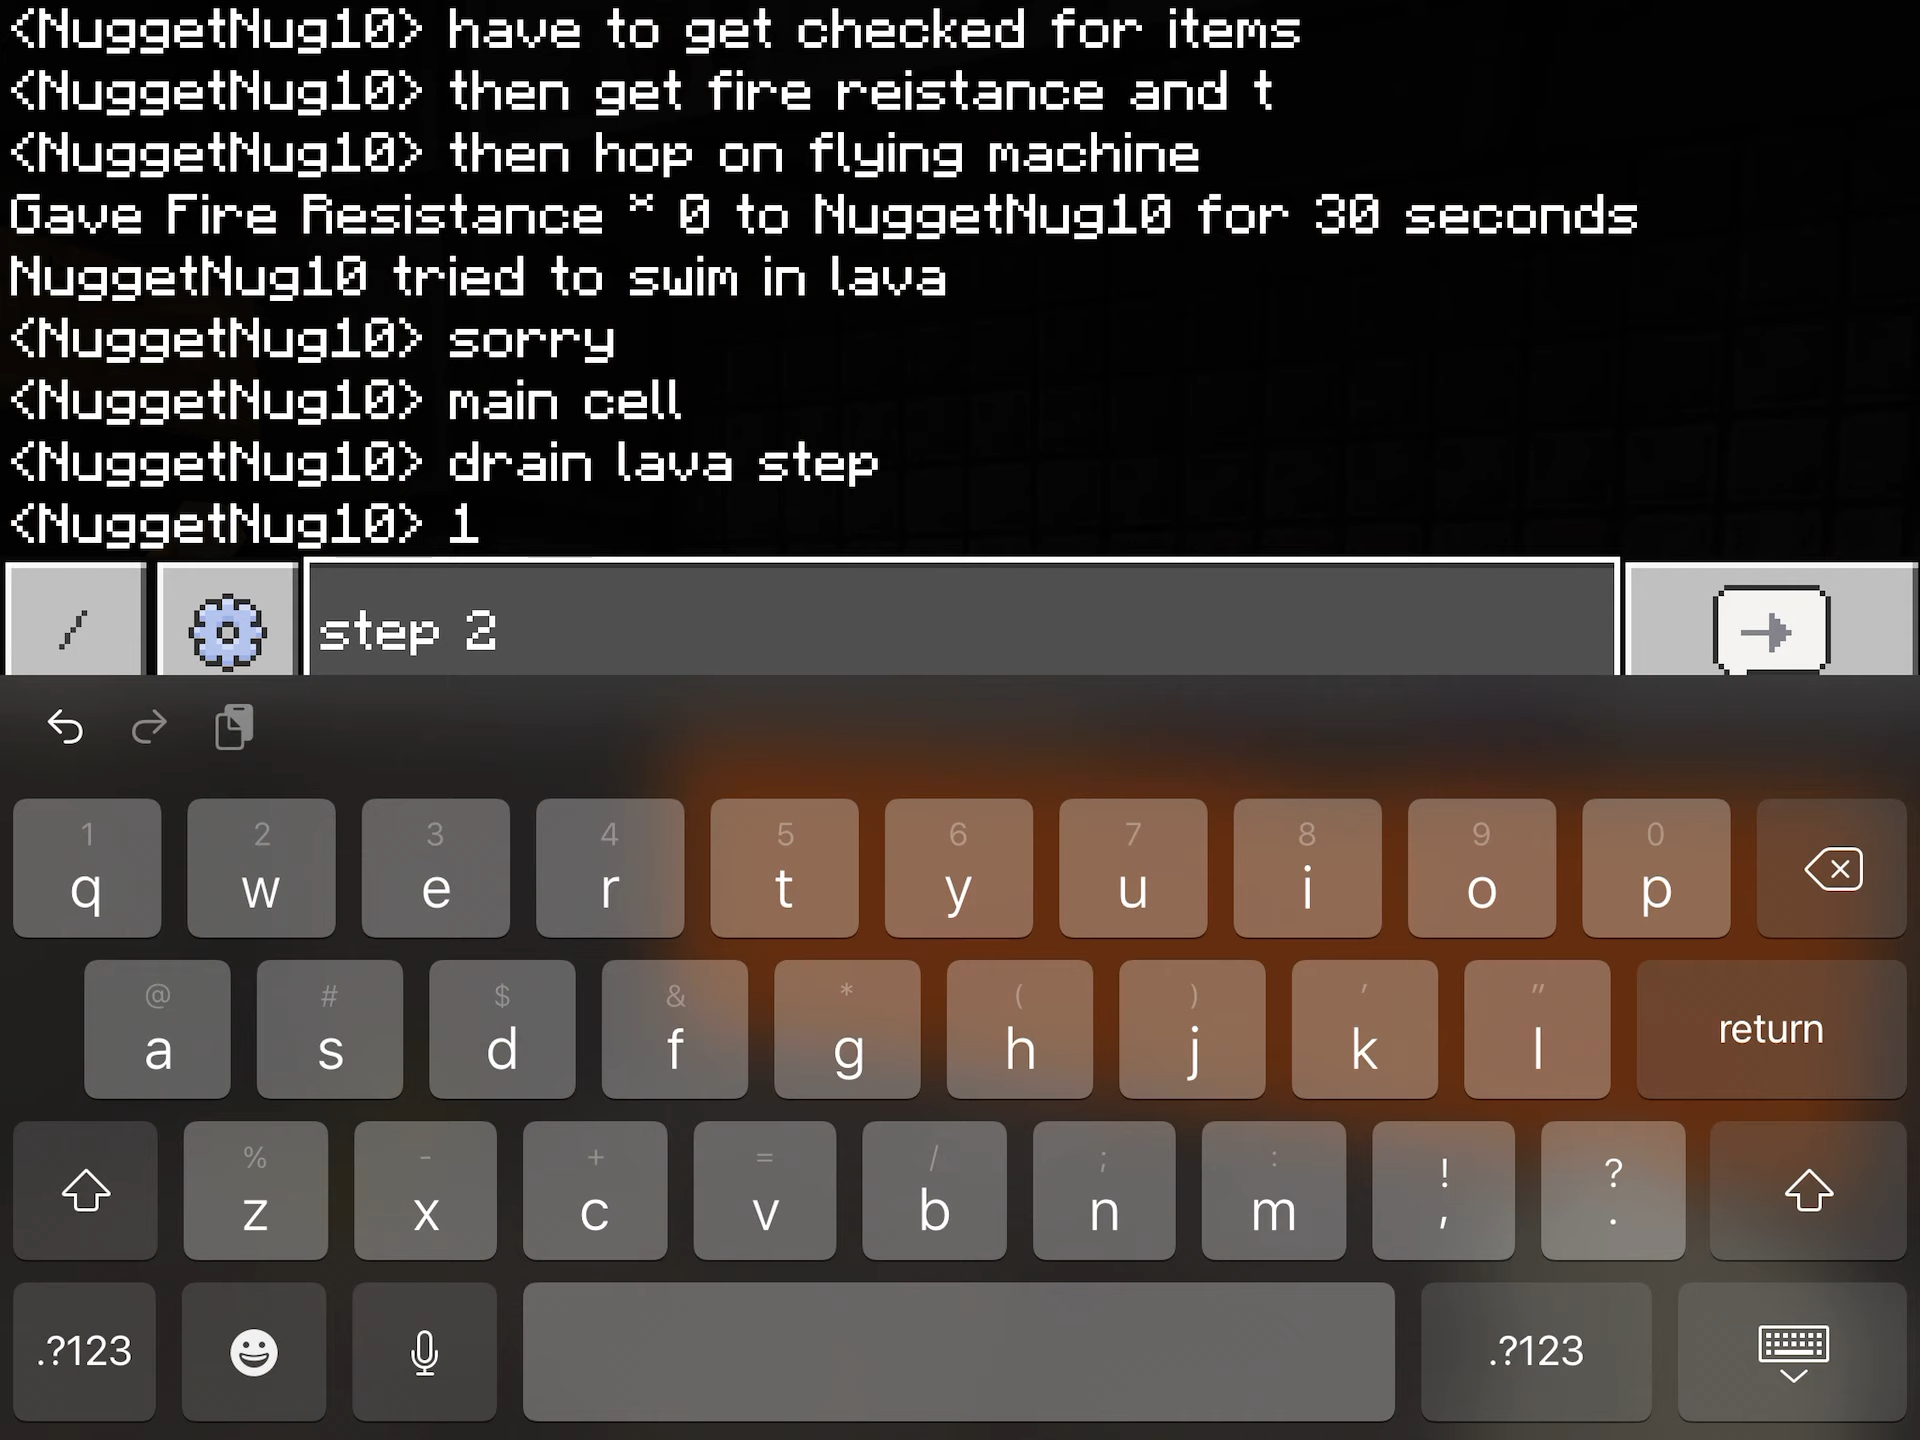 <NuggetNug10> have to get checked for items
<NuggetNug10> then get fire reistance and t
<NuggetNug10> then hop on flying machine
Gave Fire Resistance * 0 to NuggetNug10 for 30 seconds
NuggetNug10 tried to swim in lava
<NuggetNug10> sorry
<NuggetNug10> main cell
<NuggetNug10> drain lava step
<NuggetNug10> 1
/ step 2
1 2 3 4 5 6 7 8 9 0
q w e r t y u i o p
@ # $ & * ( ) ' "
a s d f g h j k l return
% - + = / ; : ! ?
z x c v b n m , .
.?123 .?123